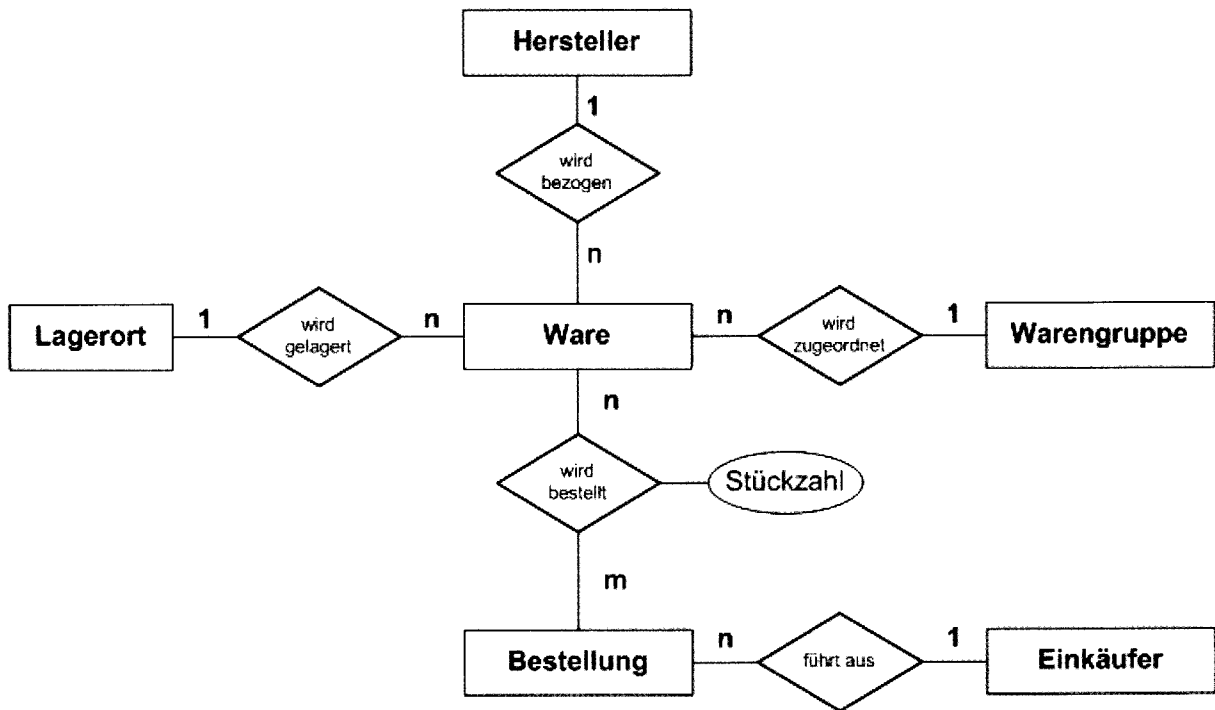 Hersteller
1
wird
bezogen
n
Lagerort
1
wird
gelagert
n
Ware
n
wird
zugeordnet
1
Warengruppe
n
wird
bestellt
Stückzahl
m
Bestellung
n
führt aus
1
Einkäufer